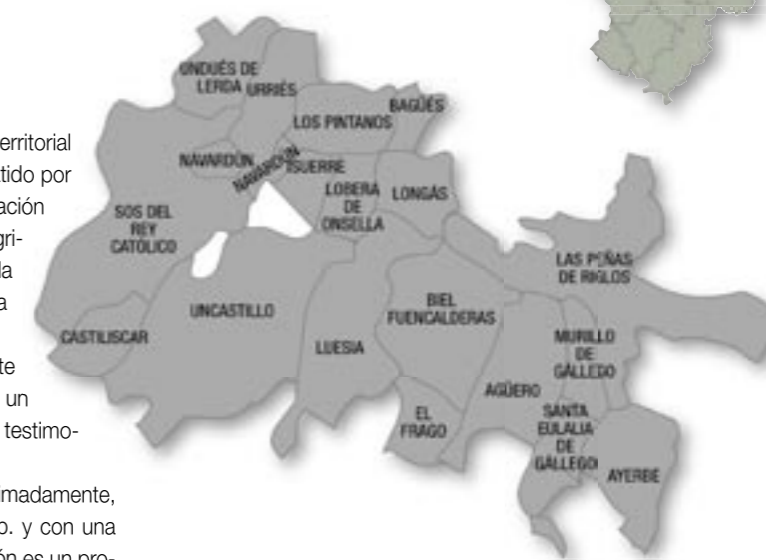 erritorial
tido por
ación
gri-
la
a
te
un
testimo-
imadamente,
o. y con una
ón es un pro-
UNDUÉS DE
LERDA
URRIÉS
LOS PINTANOS
BAGÜÉS
NAVARDÚN
NAVARDÚN
ISUERRE
LOBERA
DE
ONSELLA
LONGÁS
SOS DEL
REY
CATÓLICO
LAS PEÑAS
DE RIGLOS
UNCASTILLO
BIEL
FUENCALDERAS
CASTILISCAR
LUESIA
MURILLO
DE
GÁLLEGO
AGÜERO
EL
FRAGO
SANTA
EULALIA
DE
GÁLLEGO
AYERBE